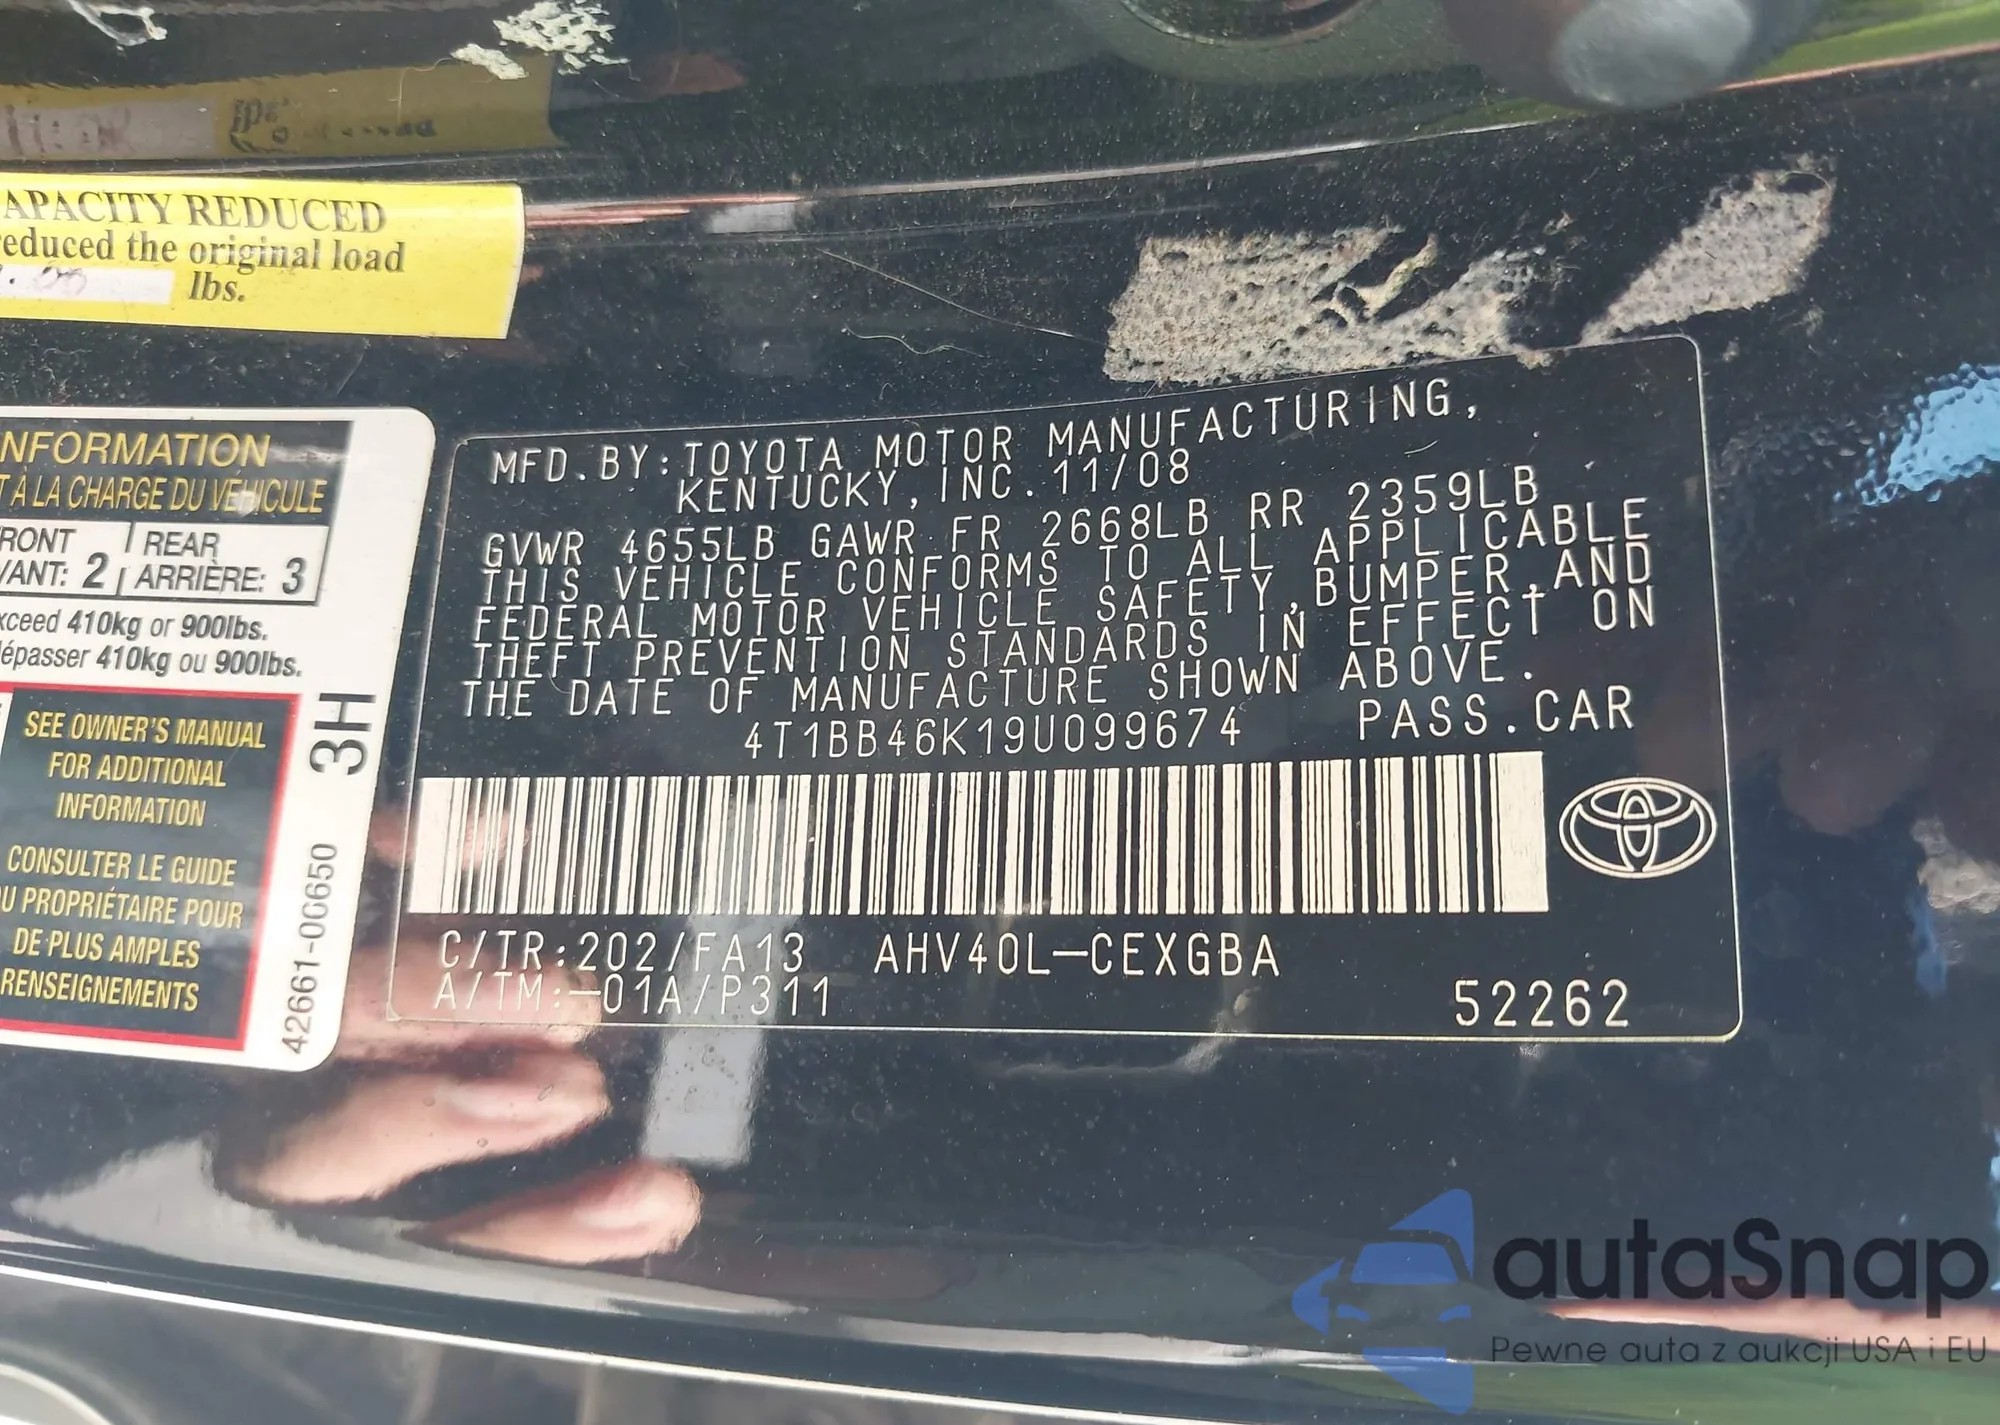 APACITY REDUCED
educed the original load
lbs.
NFORMATION
T À LA CHARGE DU VÉHICULE
RONT 2 REAR 3
VANT: ARRIÈRE:
xceed 410kg or 900lbs.
épasser 410kg ou 900lbs.
SEE OWNER'S MANUAL
FOR ADDITIONAL
INFORMATION
CONSULTER LE GUIDE
DU PROPRIÉTAIRE POUR
DE PLUS AMPLES
RENSEIGNEMENTS
3H
42661-00650
MFD.BY:TOYOTA MOTOR MANUFACTURING,
KENTUCKY,INC.11/08
GVWR 4655LB GAWR FR 2668LB RR 2359LB
THIS VEHICLE CONFORMS TO ALL APPLICABLE
FEDERAL MOTOR VEHICLE SAFETY,BUMPER,AND
THEFT PREVENTION STANDARDS IN EFFECT ON
THE DATE OF MANUFACTURE SHOWN ABOVE.
4T1BB46K19U099674 PASS.CAR
C/TR:202/FA13 AHV40L-CEXGBA
A/TM:-01A/P311
52262
autaSnap
Pewne auta z aukcji USA i EU